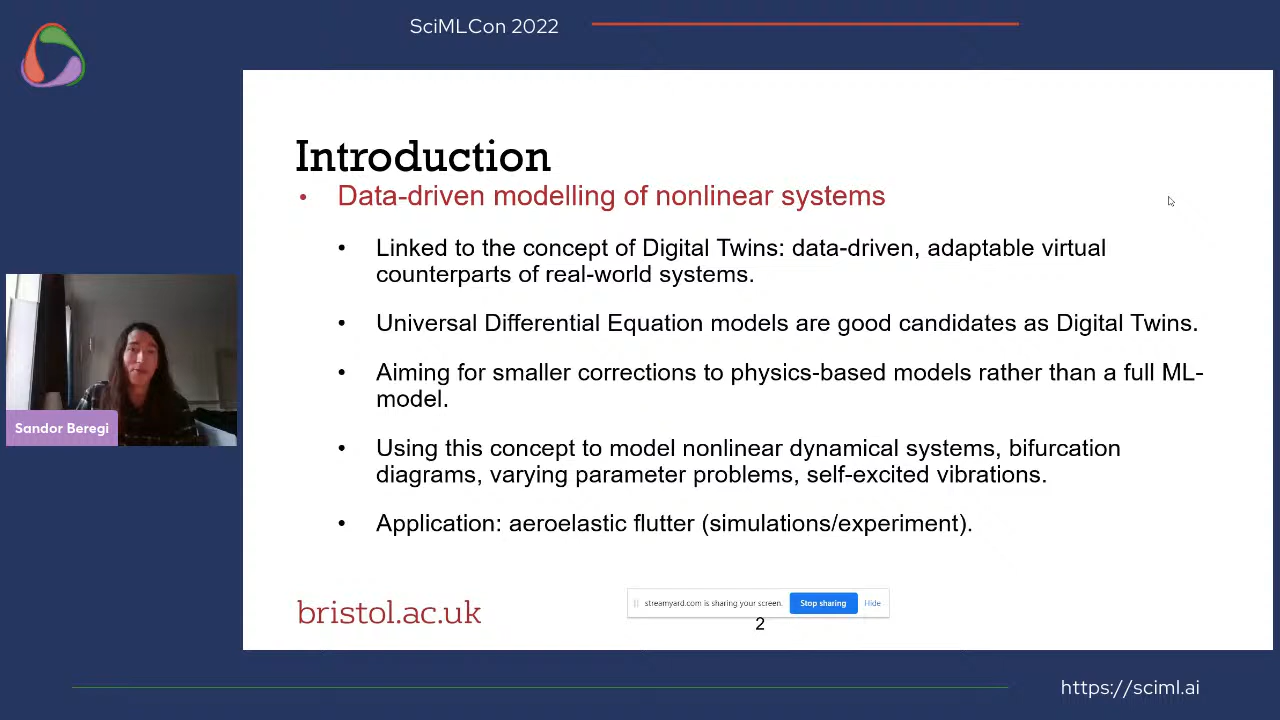 SciMLCon 2022
Introduction
• Data-driven modelling of nonlinear systems
• Linked to the concept of Digital Twins: data-driven, adaptable virtual
counterparts of real-world systems.
• Universal Differential Equation models are good candidates as Digital Twins.
• Aiming for smaller corrections to physics-based models rather than a full ML-
model.
• Using this concept to model nonlinear dynamical systems, bifurcation
diagrams, varying parameter problems, self-excited vibrations.
• Application: aeroelastic flutter (simulations/experiment).
Sandor Beregi
bristol.ac.uk
streamyard.com is sharing your screen. Stop sharing Hide
2
https://sciml.ai